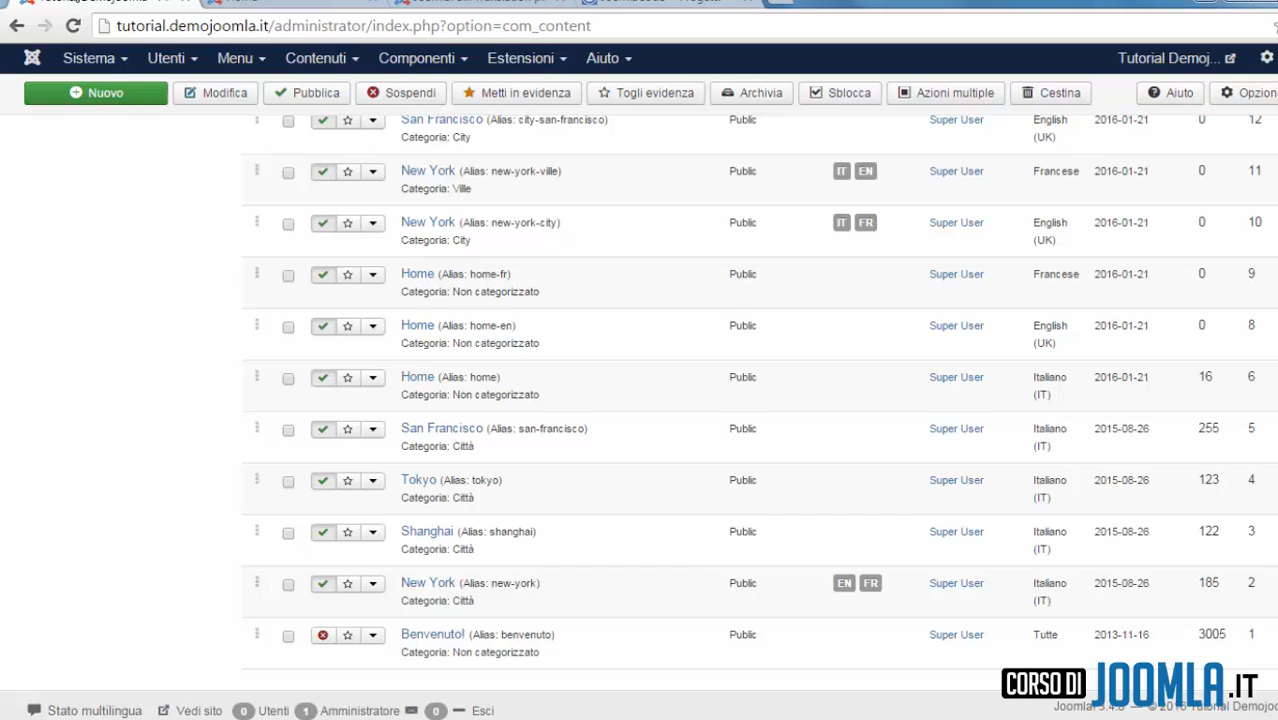 tutorial.demojoomla.it/administrator/index.php?option=com_content
Sistema Utenti Menu Contenuti Componenti Estensioni Aiuto Tutorial Demoj...
Nuovo Modifica Pubblica Sospendi Metti in evidenza Togli evidenza Archivia Sblocca Azioni multiple Cestina Aiuto Opzion
San Francisco (Alias: city-san-francisco) Public Super User English 2016-01-21 0 12
Categoria: City (UK)
New York (Alias: new-york-ville) Public IT EN Super User Francese 2016-01-21 0 11
Categoria: Ville
New York (Alias: new-york-city) Public IT FR Super User English 2016-01-21 0 10
Categoria: City (UK)
Home (Alias: home-fr) Public Super User Francese 2016-01-21 0 9
Categoria: Non categorizzato
Home (Alias: home-en) Public Super User English 2016-01-21 0 8
Categoria: Non categorizzato (UK)
Home (Alias: home) Public Super User Italiano 2016-01-21 16 6
Categoria: Non categorizzato (IT)
San Francisco (Alias: san-francisco) Public Super User Italiano 2015-08-26 255 5
Categoria: Città (IT)
Tokyo (Alias: tokyo) Public Super User Italiano 2015-08-26 123 4
Categoria: Città (IT)
Shanghai (Alias: shanghai) Public Super User Italiano 2015-08-26 122 3
Categoria: Città (IT)
New York (Alias: new-york) Public EN FR Super User Italiano 2015-08-26 185 2
Categoria: Città (IT)
Benvenuto! (Alias: benvenuto) Public Super User Tutte 2013-11-16 3005 1
Categoria: Non categorizzato
CORSO DI JOOMLA.IT
Stato multilingua Vedi sito 0 Utenti 1 Amministratore 0 Esci